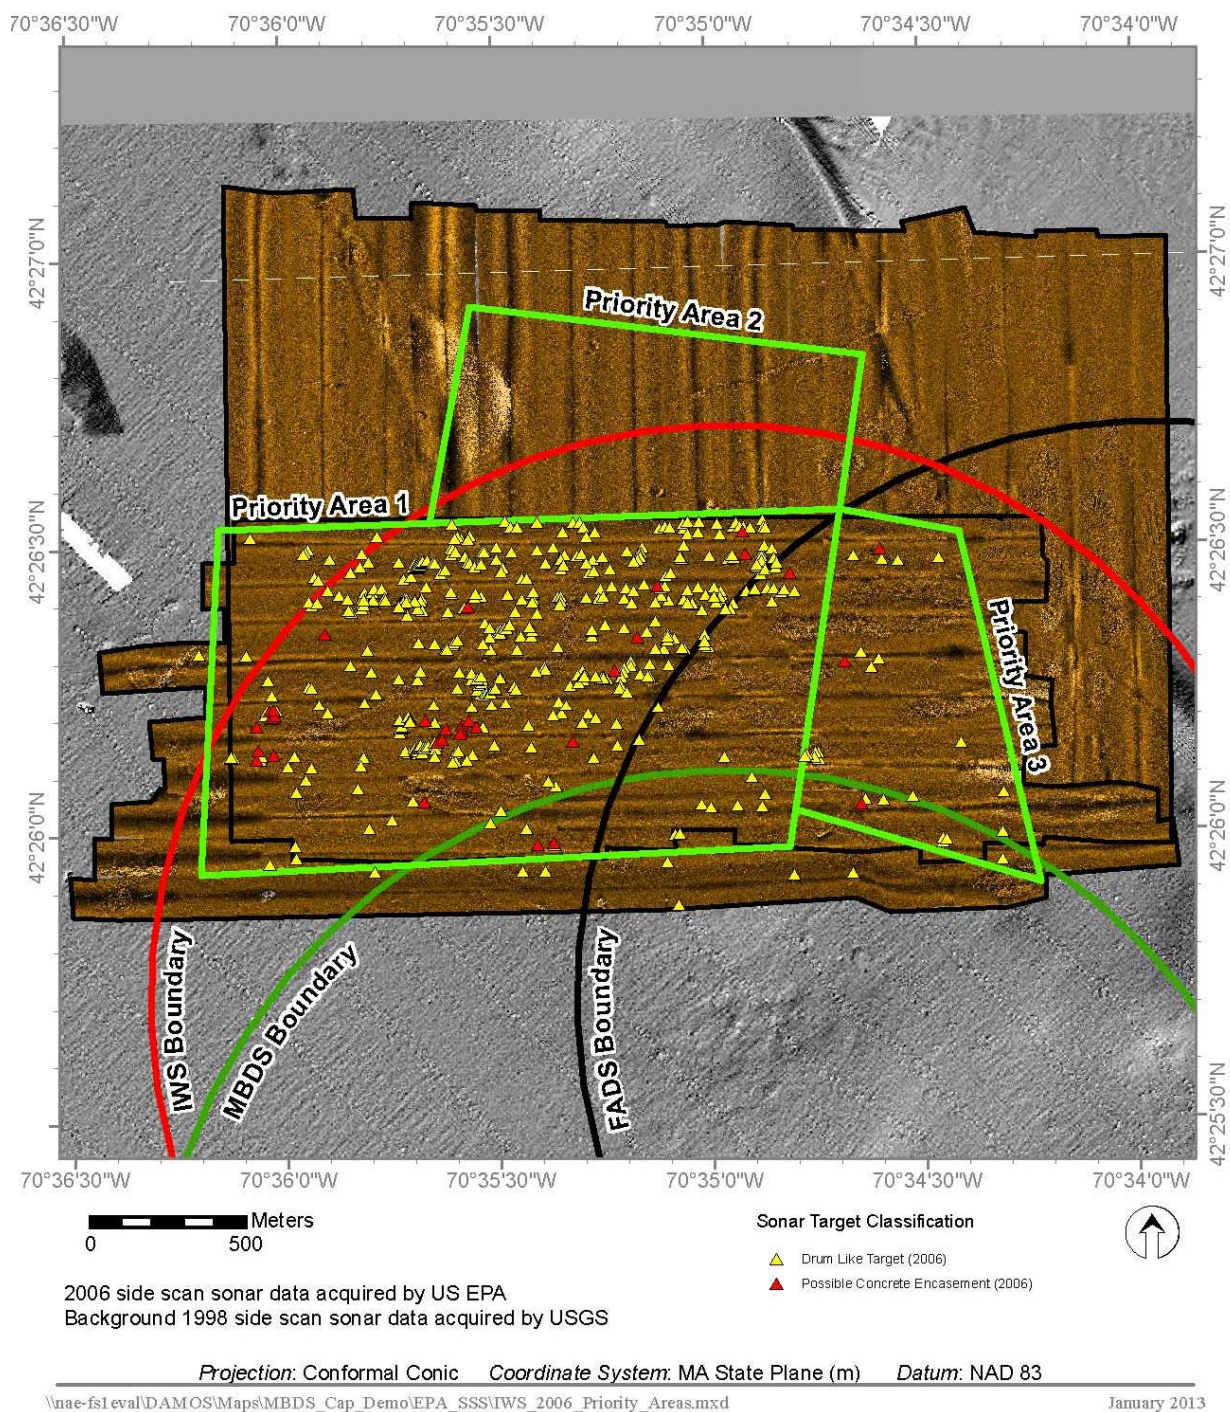 70°36'30"W 70°36'0"W 70°35'30"W 70°35'0"W 70°34'30"W 70°34'0"W
42°27'0"N
42°27'0"N
Priority Area 2
Priority Area 1
42°26'30"N
42°26'30"N
Priority Area 3
42°26'0"N
42°26'0"N
IWS Boundary
MBDS Boundary
FADS Boundary
42°25'30"N
70°36'30"W 70°36'0"W 70°35'30"W 70°35'0"W 70°34'30"W 70°34'0"W
Meters
0 500
Sonar Target Classification
Drum Like Target (2006)
Possible Concrete Encasement (2006)
2006 side scan sonar data acquired by US EPA
Background 1998 side scan sonar data acquired by USGS
Projection: Conformal Conic Coordinate System: MA State Plane (m) Datum: NAD 83
\\nae-fs1eval\DAMOS\Maps\MBDS_Cap_Demo\EPA_SSS\IWS_2006_Priority_Areas.mxd January 2013